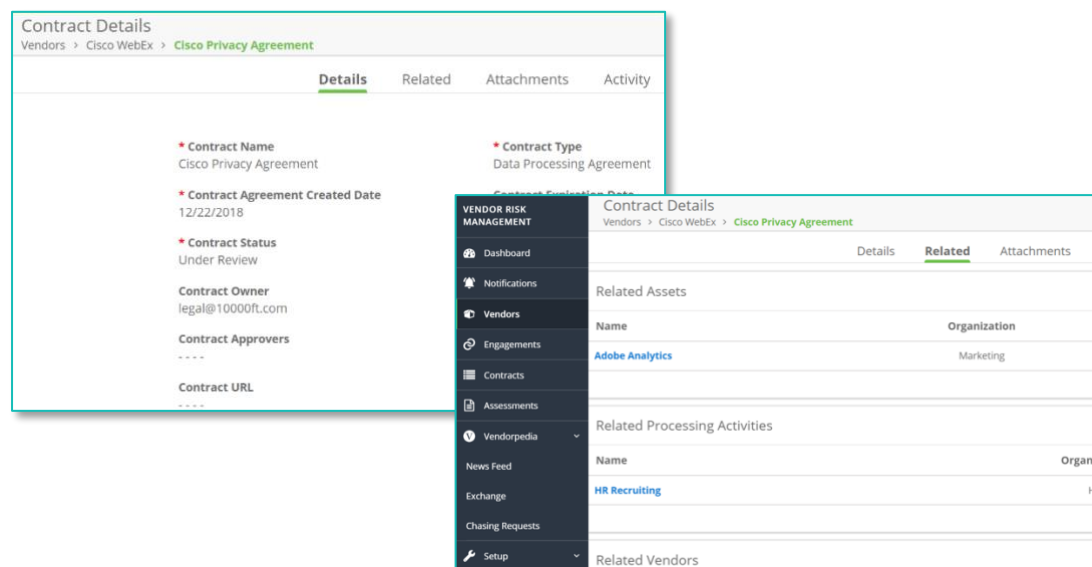 Contract Details
Vendors > Cisco WebEx > Cisco Privacy Agreement
Details Related Attachments Activity
* Contract Name * Contract Type
Cisco Privacy Agreement Data Processing Agreement
* Contract Agreement Created Date Contract Expiration Date
12/22/2018
* Contract Status
Under Review
Contract Owner
legal@10000ft.com
Contract Approvers
- - - -
Contract URL
- - - -
VENDOR RISK
MANAGEMENT
Dashboard
Notifications
Vendors
Engagements
Contracts
Assessments
Vendorpedia
News Feed
Exchange
Chasing Requests
Setup
Contract Details
Vendors > Cisco WebEx > Cisco Privacy Agreement
Details Related Attachments
Related Assets
Name Organization
Adobe Analytics Marketing
Related Processing Activities
Name Organ
HR Recruiting
Related Vendors